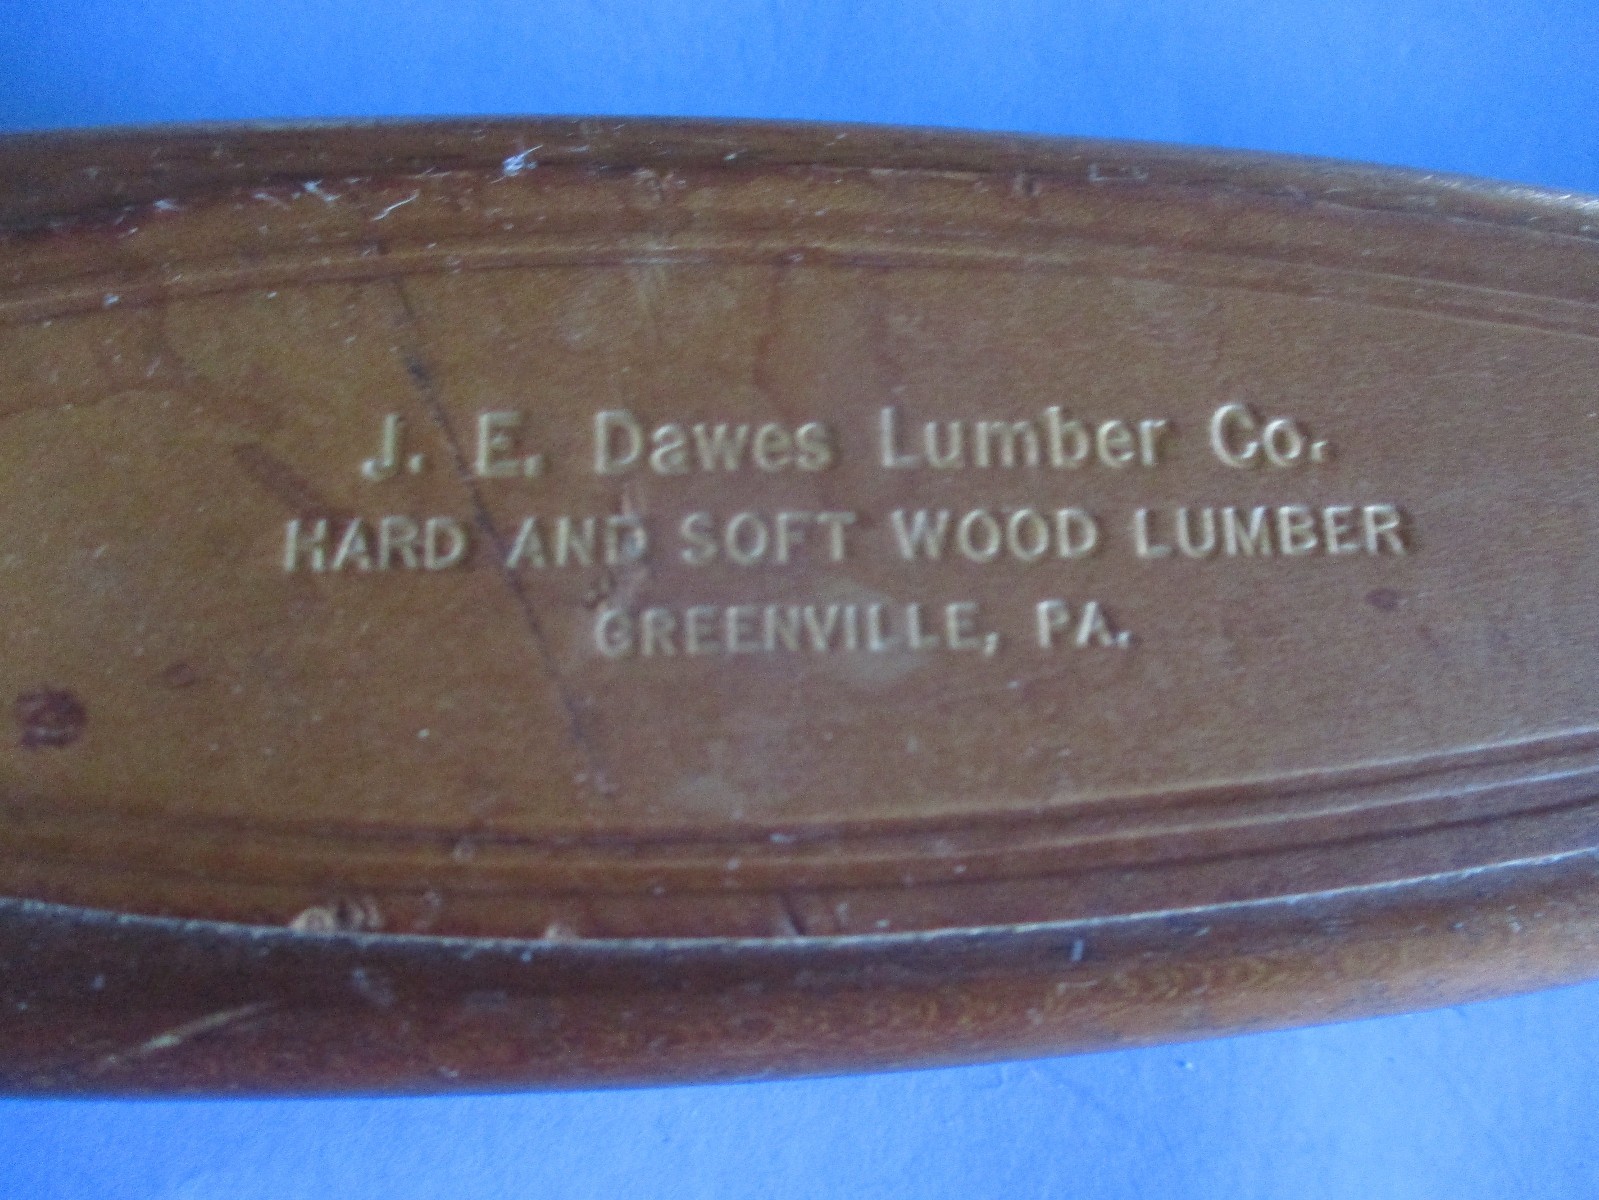 J. E. Dawes Lumber Co.
HARD AND SOFT WOOD LUMBER
GREENVILLE, PA.